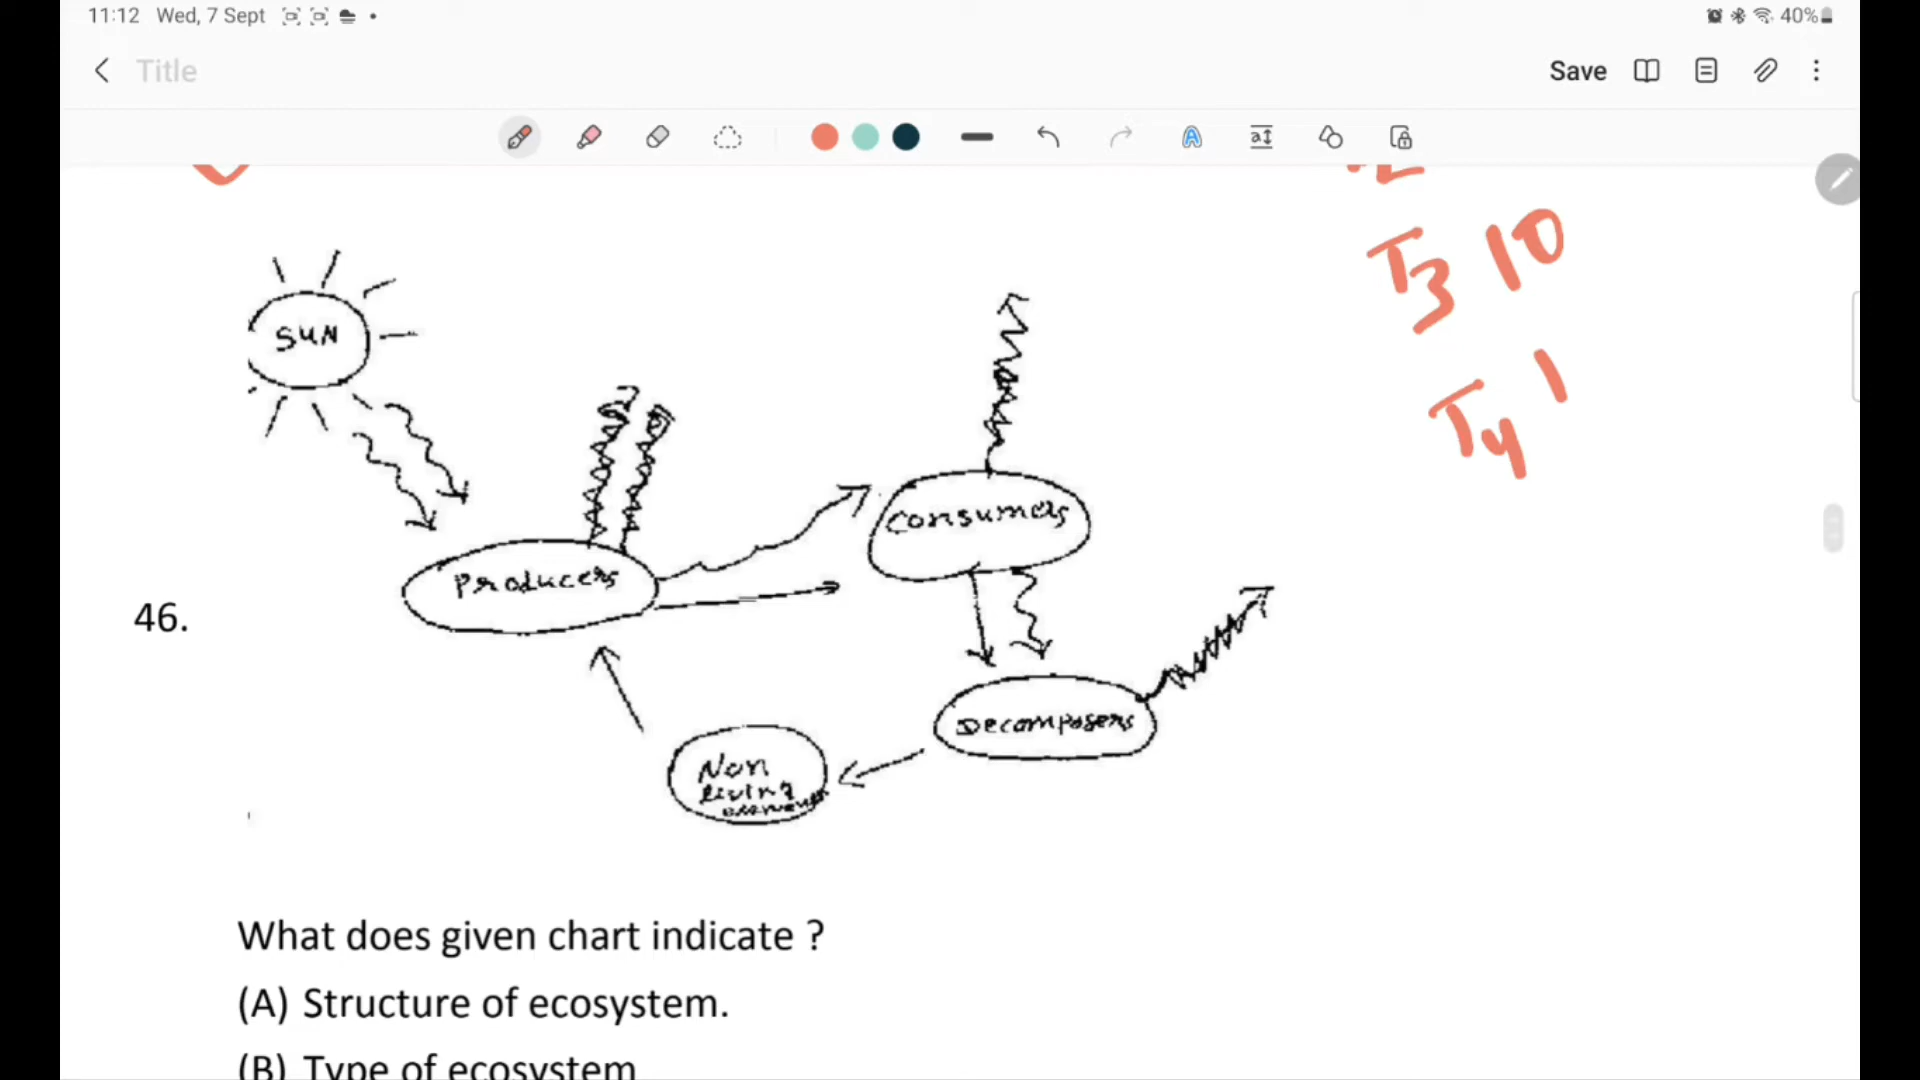 11:12 Wed, 7 Sept
40%
Title
Save
T3 10
T4 1
SUN
Consumers
Producers
46.
Decomposers
Non
living
What does given chart indicate ?
(A) Structure of ecosystem.
(B) Type of ecosystem